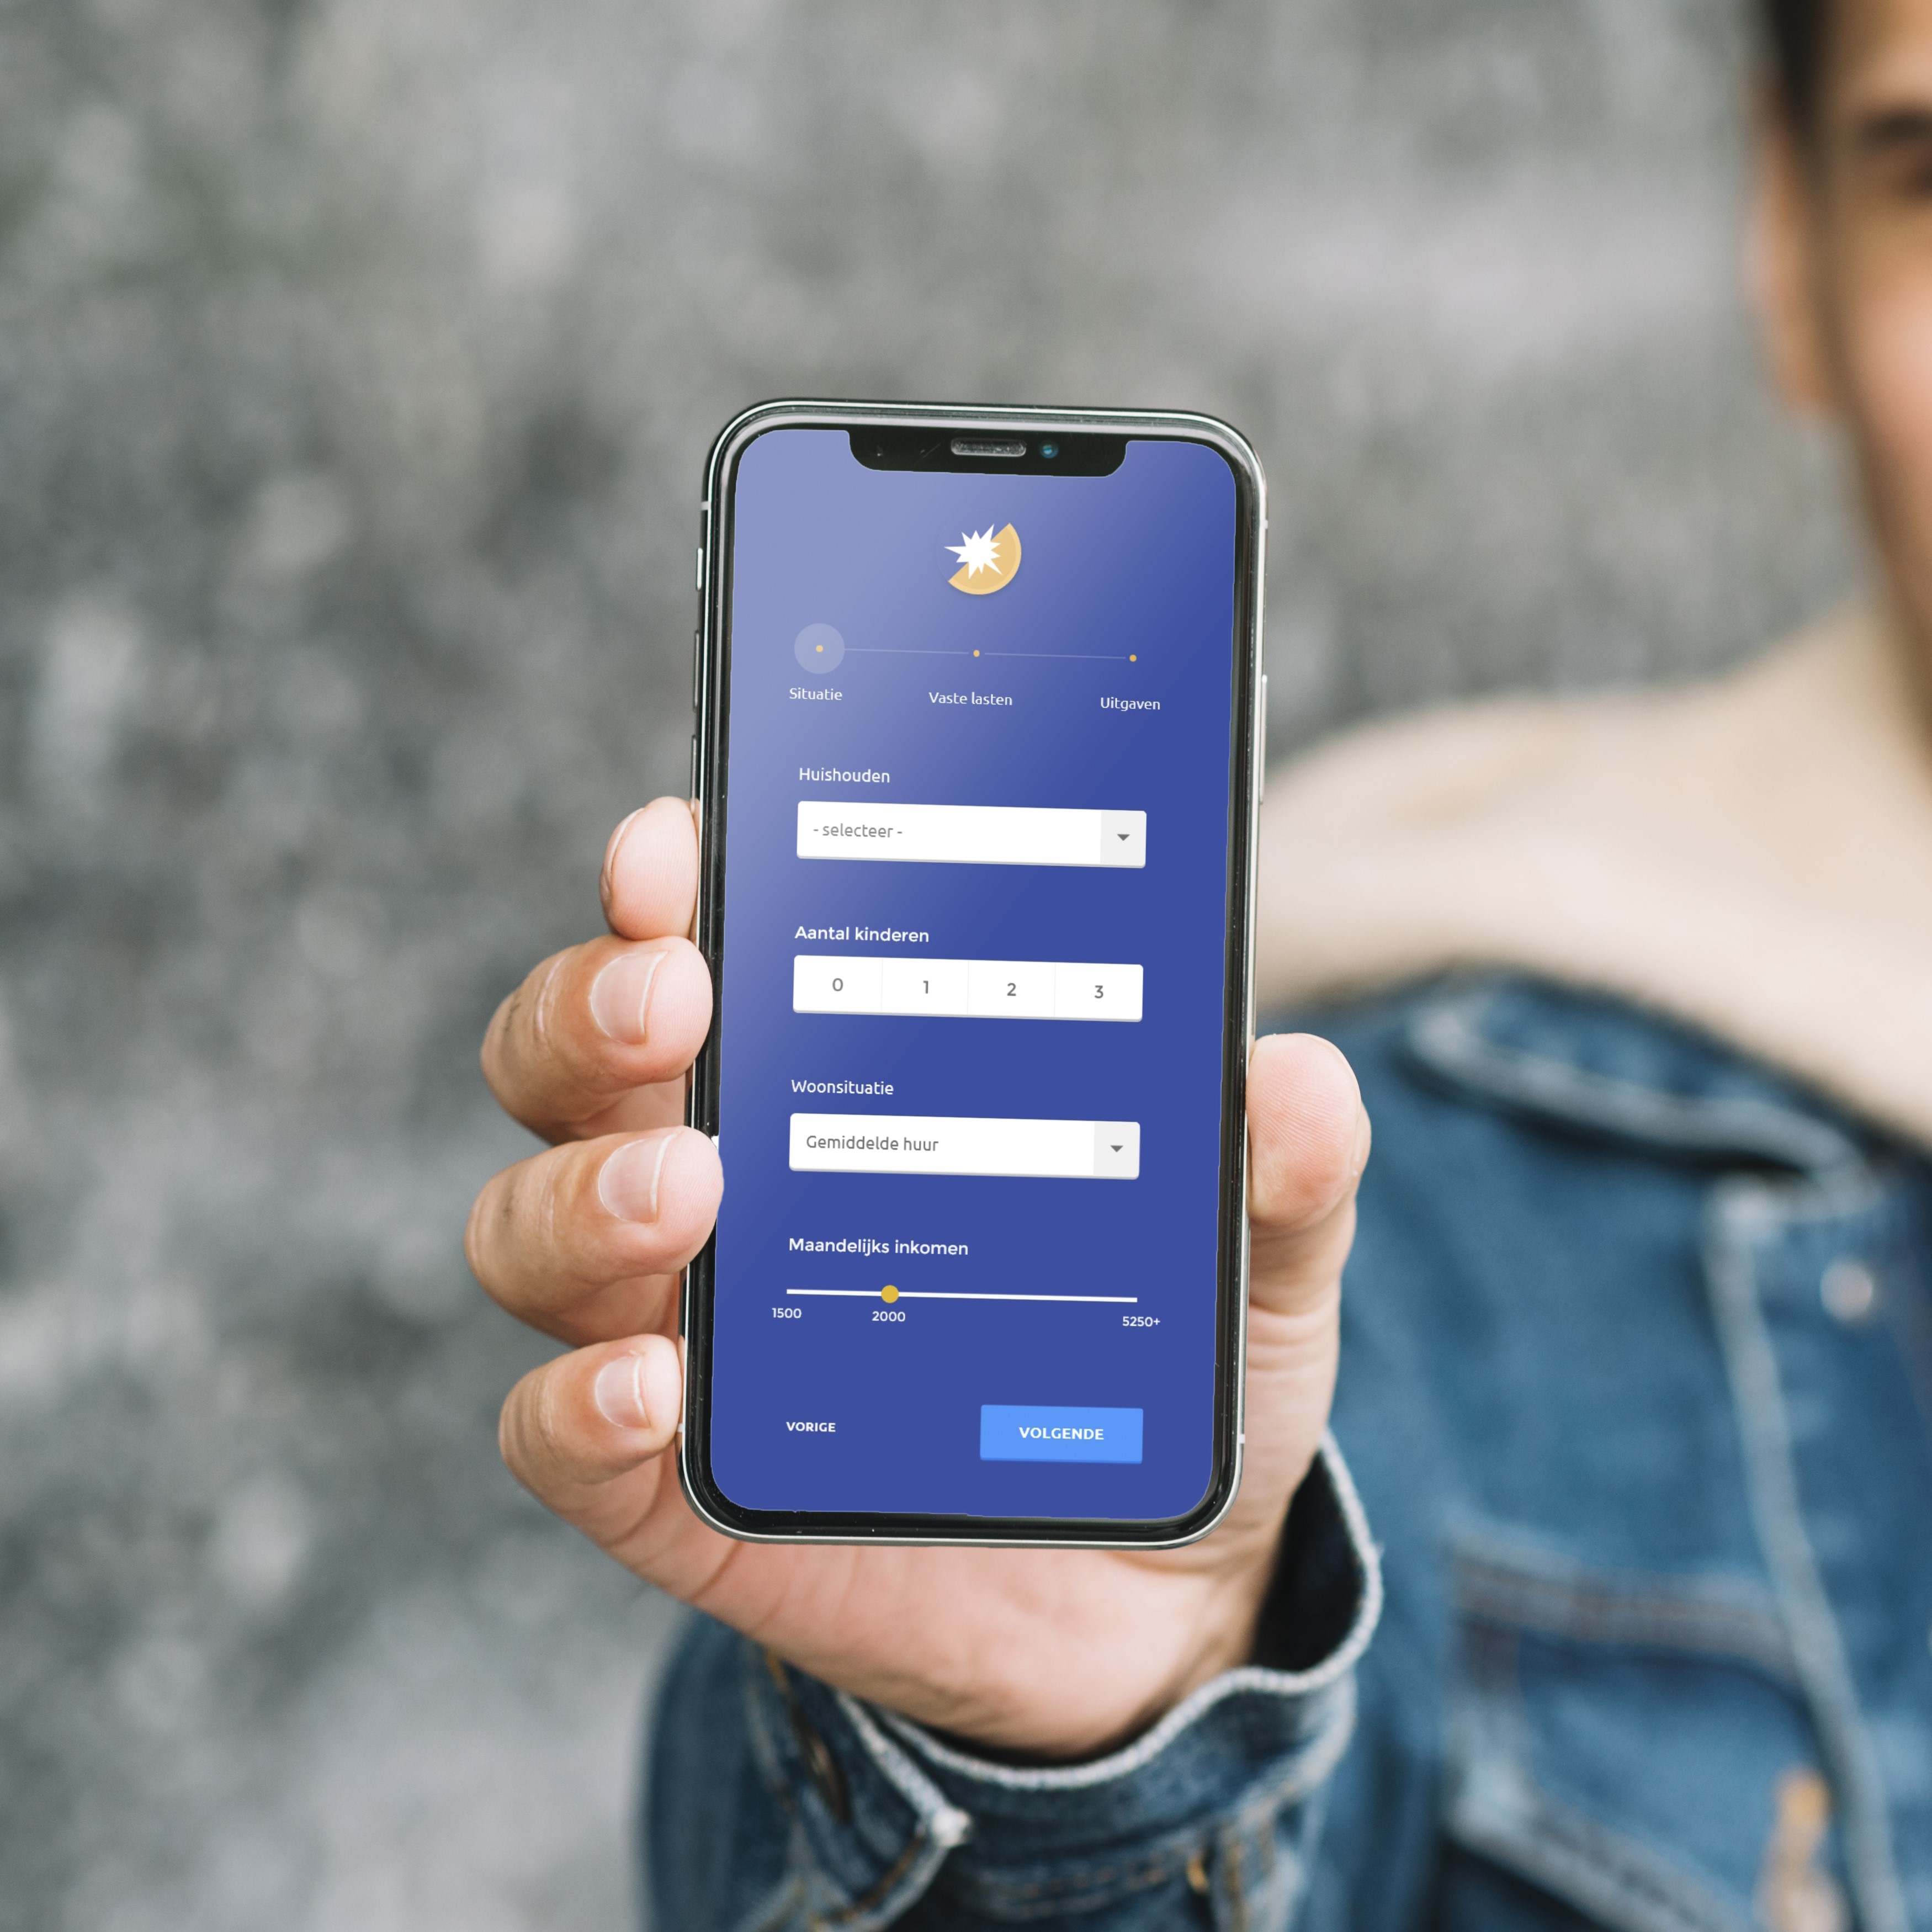 Situatie Vaste lasten Uitgaven
Huishouden
- selecteer -
Aantal kinderen
0 1 2 3
Woonsituatie
Gemiddelde huur
Maandelijks inkomen
1500 2000 5250+
VORIGE VOLGENDE